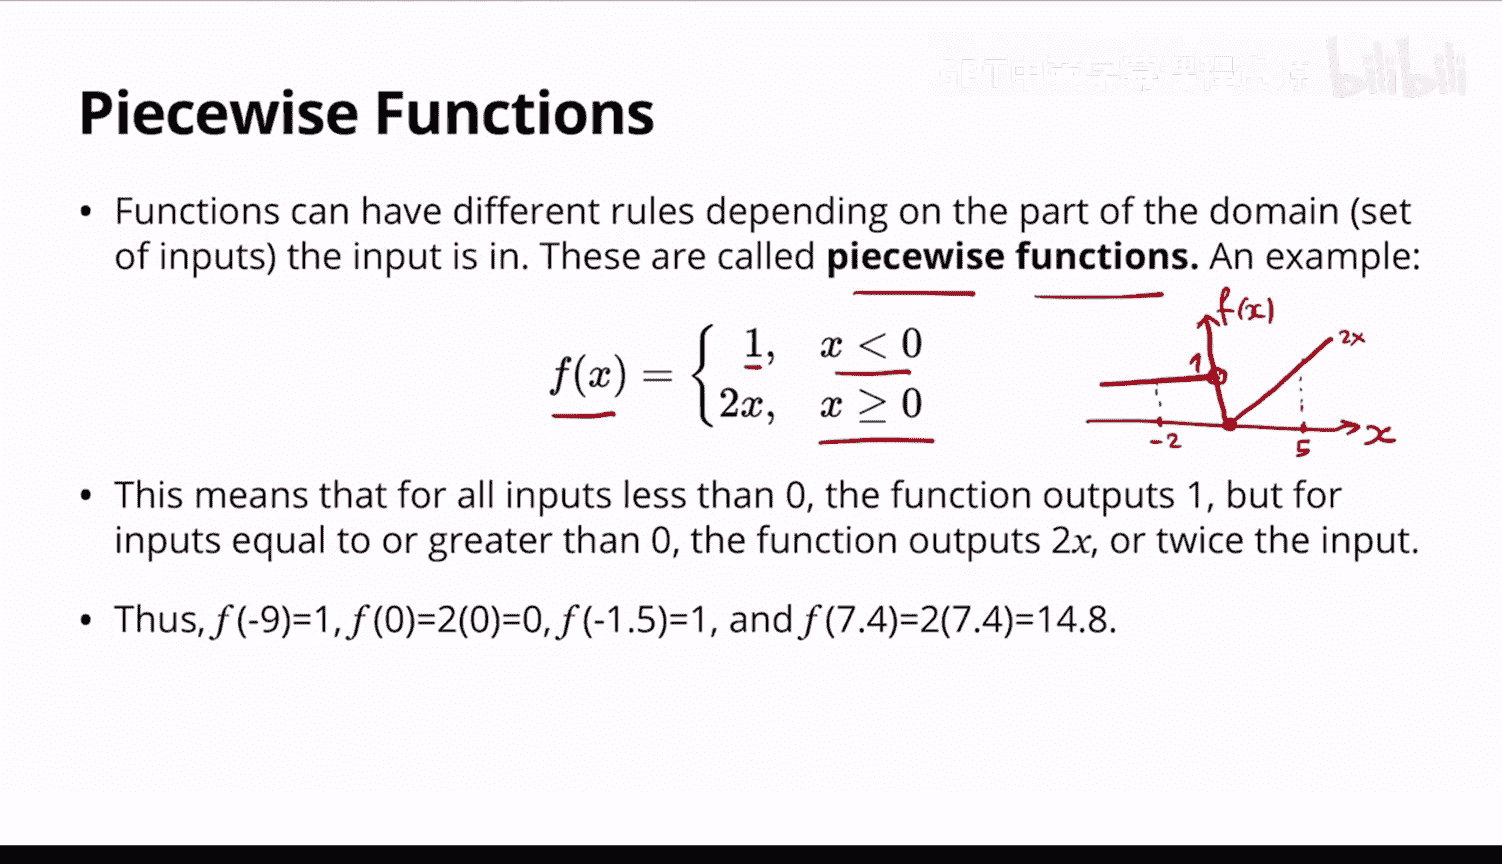 bilibili
Piecewise Functions
• Functions can have different rules depending on the part of the domain (set
of inputs) the input is in. These are called piecewise functions. An example:
f(x) = { 1, x < 0
2x, x ≥ 0
f(x)
2x
1
-2
5
x
• This means that for all inputs less than 0, the function outputs 1, but for
inputs equal to or greater than 0, the function outputs 2x, or twice the input.
• Thus, f(-9)=1, f(0)=2(0)=0, f(-1.5)=1, and f(7.4)=2(7.4)=14.8.